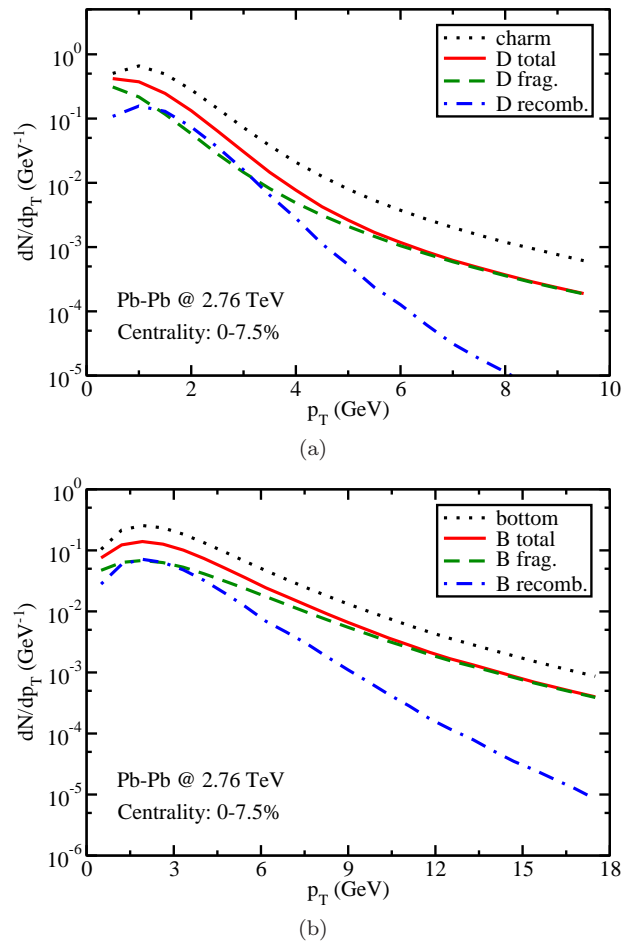 10^0
10^-1
10^-2
10^-3
10^-4
10^-5
dN/dp_T (GeV^-1)
charm
D total
D frag.
D recomb.
Pb-Pb @ 2.76 TeV
Centrality: 0-7.5%
0 2 4 6 8 10
p_T (GeV)
(a)
10^0
10^-1
10^-2
10^-3
10^-4
10^-5
10^-6
dN/dp_T (GeV^-1)
bottom
B total
B frag.
B recomb.
Pb-Pb @ 2.76 TeV
Centrality: 0-7.5%
0 3 6 9 12 15 18
p_T (GeV)
(b)